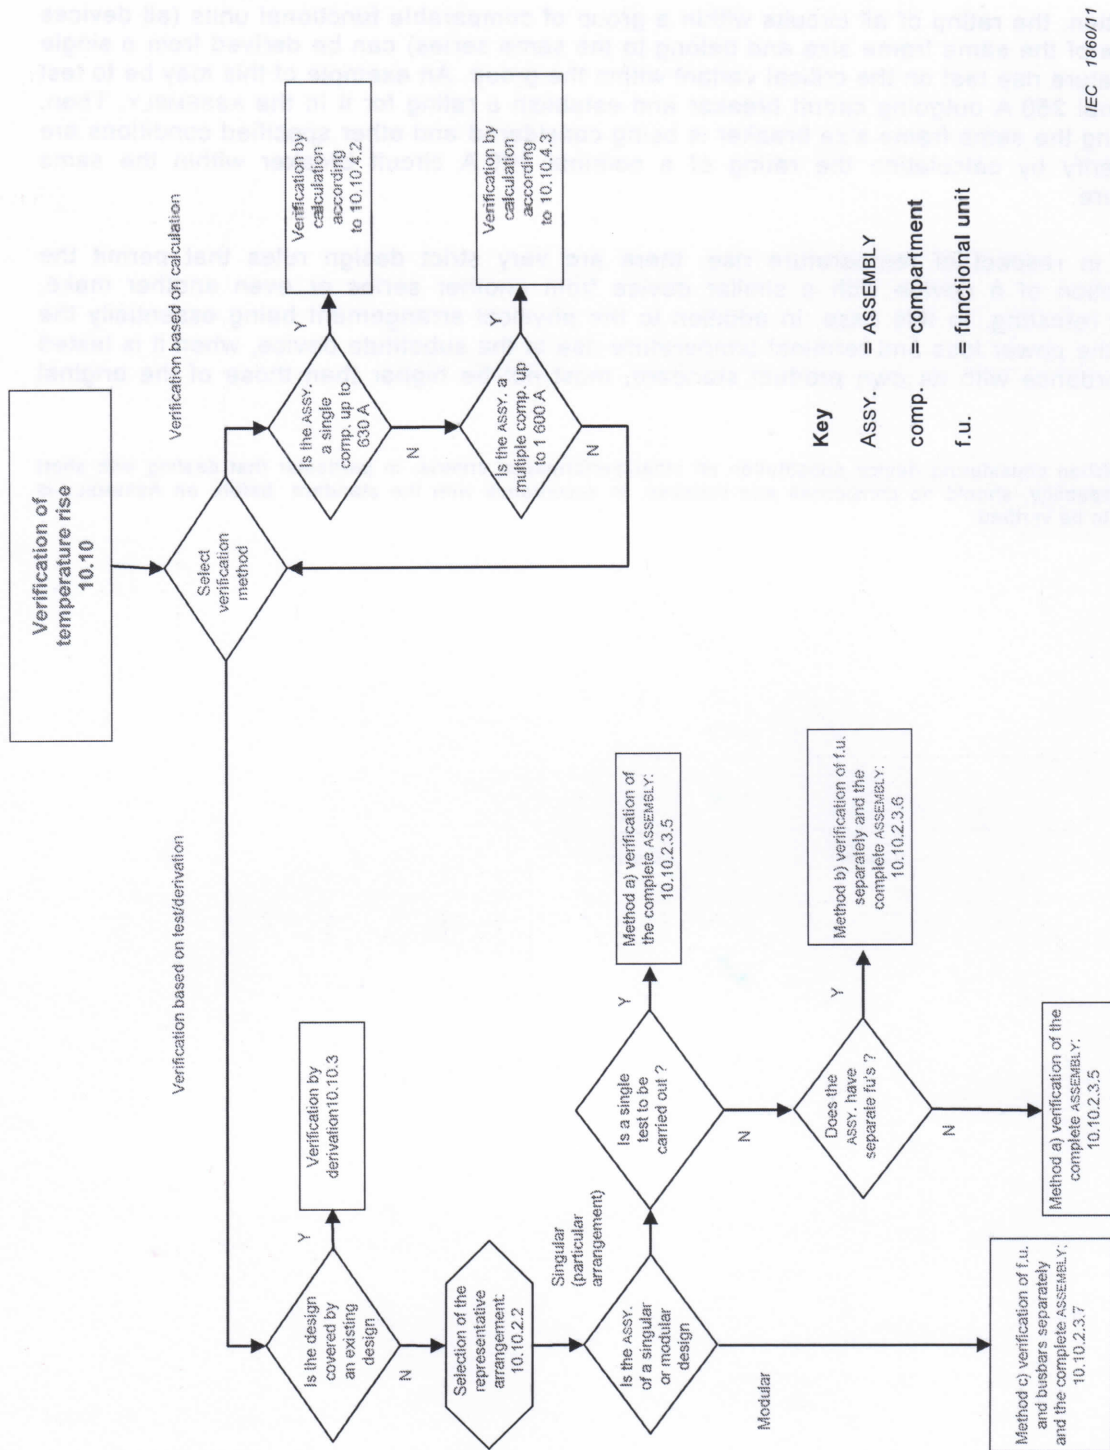 Verification of
temperature rise
10.10
Select
verification
method
Verification based on test/derivation
Verification based on calculation
Is the design
covered by
an existing
design
Y
Verification by
derivation10.10.3
N
Selection of the
representative
arrangement:
10.10.2.2
Is the ASSY.
of a singular
or modular
design
Singular
(particular
arrangement)
Modular
Is a single
test to be
carried out ?
Y
Method a) verification of
the complete ASSEMBLY:
10.10.2.3.5
N
Does the
ASSY. have
separate fu's ?
Y
Method b) verification of f.u.
separately and the
complete ASSEMBLY:
10.10.2.3.6
N
Method a) verification of the
complete ASSEMBLY:
10.10.2.3.5
Method c) verification of f.u.
and busbars separately
and the complete ASSEMBLY:
10.10.2.3.7
Is the ASSY.
a single
comp. up to
630 A
Y
Verification by
calculation
according
to 10.10.4.2
N
Is the ASSY. a
multiple comp. up
to 1 600 A
Y
Verification by
calculation
according
to 10.10.4.3
N
Key
ASSY. = ASSEMBLY
comp. = compartment
f.u. = functional unit
IEC 1860/11